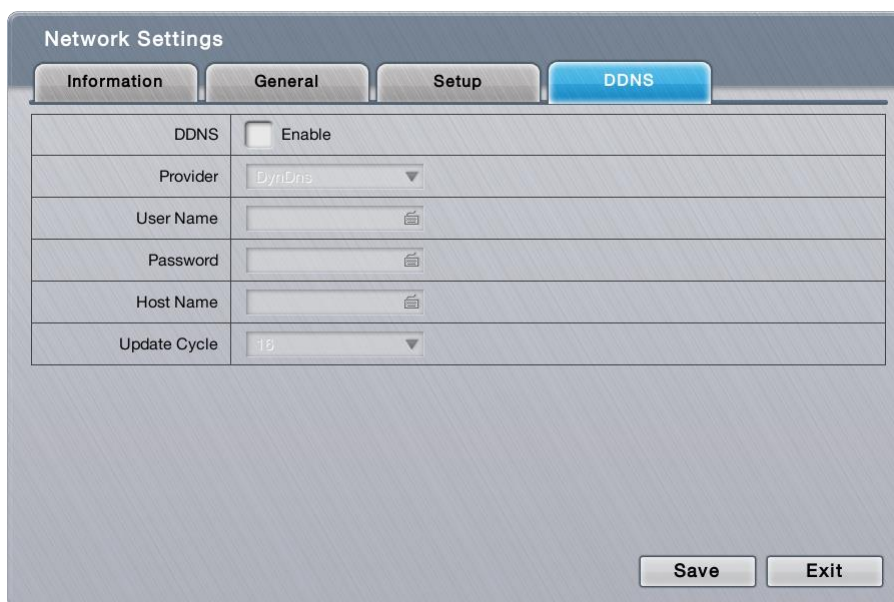 Network Settings
Information General Setup DDNS
DDNS Enable
Provider DynDns
User Name
Password
Host Name
Update Cycle 16
Save Exit